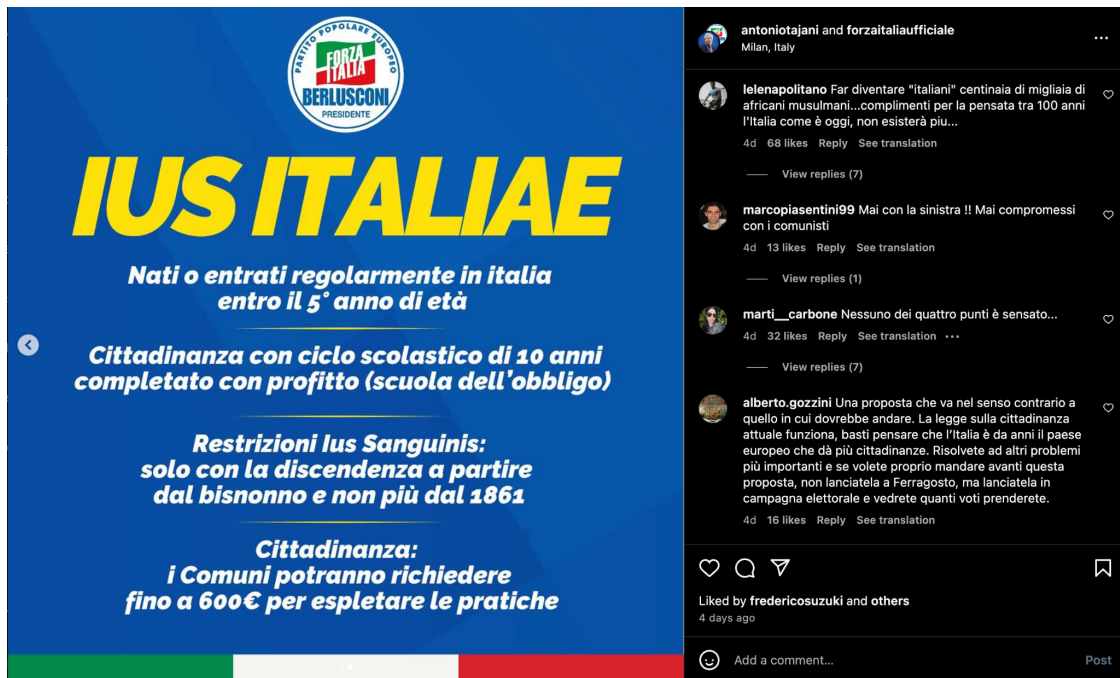 PARTITO POPOLARE EUROPEO
FORZA
ITALIA
BERLUSCONI
PRESIDENTE
IUS ITALIAE
Nati o entrati regolarmente in italia
entro il 5° anno di età
Cittadinanza con ciclo scolastico di 10 anni
completato con profitto (scuola dell'obbligo)
Restrizioni Ius Sanguinis:
solo con la discendenza a partire
dal bisnonno e non più dal 1861
Cittadinanza:
i Comuni potranno richiedere
fino a 600€ per espletare le pratiche
antoniotajani and forzaitaliaufficiale
Milan, Italy
lelenapolitano Far diventare "italiani" centinaia di migliaia di
africani musulmani...complimenti per la pensata tra 100 anni
l'Italia come è oggi, non esisterà piu...
4d 68 likes Reply See translation
View replies (7)
marcopiasentini99 Mai con la sinistra !! Mai compromessi
con i comunisti
4d 13 likes Reply See translation
View replies (1)
marti__carbone Nessuno dei quattro punti è sensato...
4d 32 likes Reply See translation
View replies (7)
alberto.gozzini Una proposta che va nel senso contrario a
quello in cui dovrebbe andare. La legge sulla cittadinanza
attuale funziona, basti pensare che l'Italia è da anni il paese
europeo che dà più cittadinanze. Risolvete ad altri problemi
più importanti e se volete proprio mandare avanti questa
proposta, non lanciatela a Ferragosto, ma lanciatela in
campagna elettorale e vedrete quanti voti prenderete.
4d 16 likes Reply See translation
Liked by fredericosuzuki and others
4 days ago
Add a comment...
Post